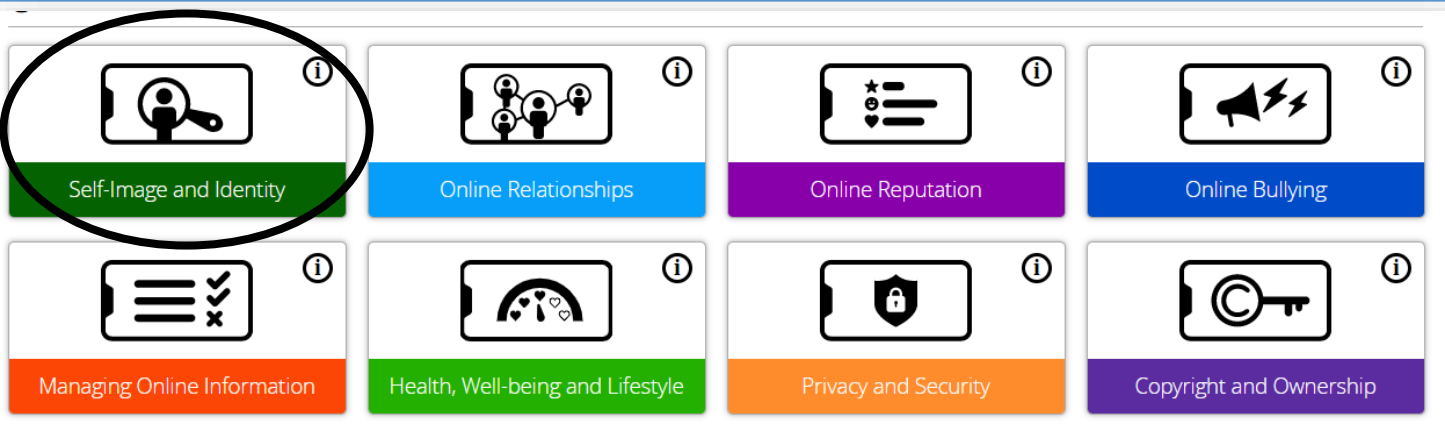 Self-Image and Identity
Online Relationships
Online Reputation
Online Bullying
Managing Online Information
Health, Well-being and Lifestyle
Privacy and Security
Copyright and Ownership